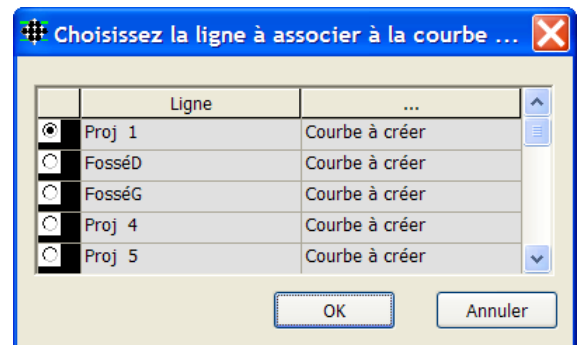 Choisissez la ligne à associer à la courbe ...
Ligne ...
Proj 1 Courbe à créer
FosséD Courbe à créer
FosséG Courbe à créer
Proj 4 Courbe à créer
Proj 5 Courbe à créer
OK Annuler